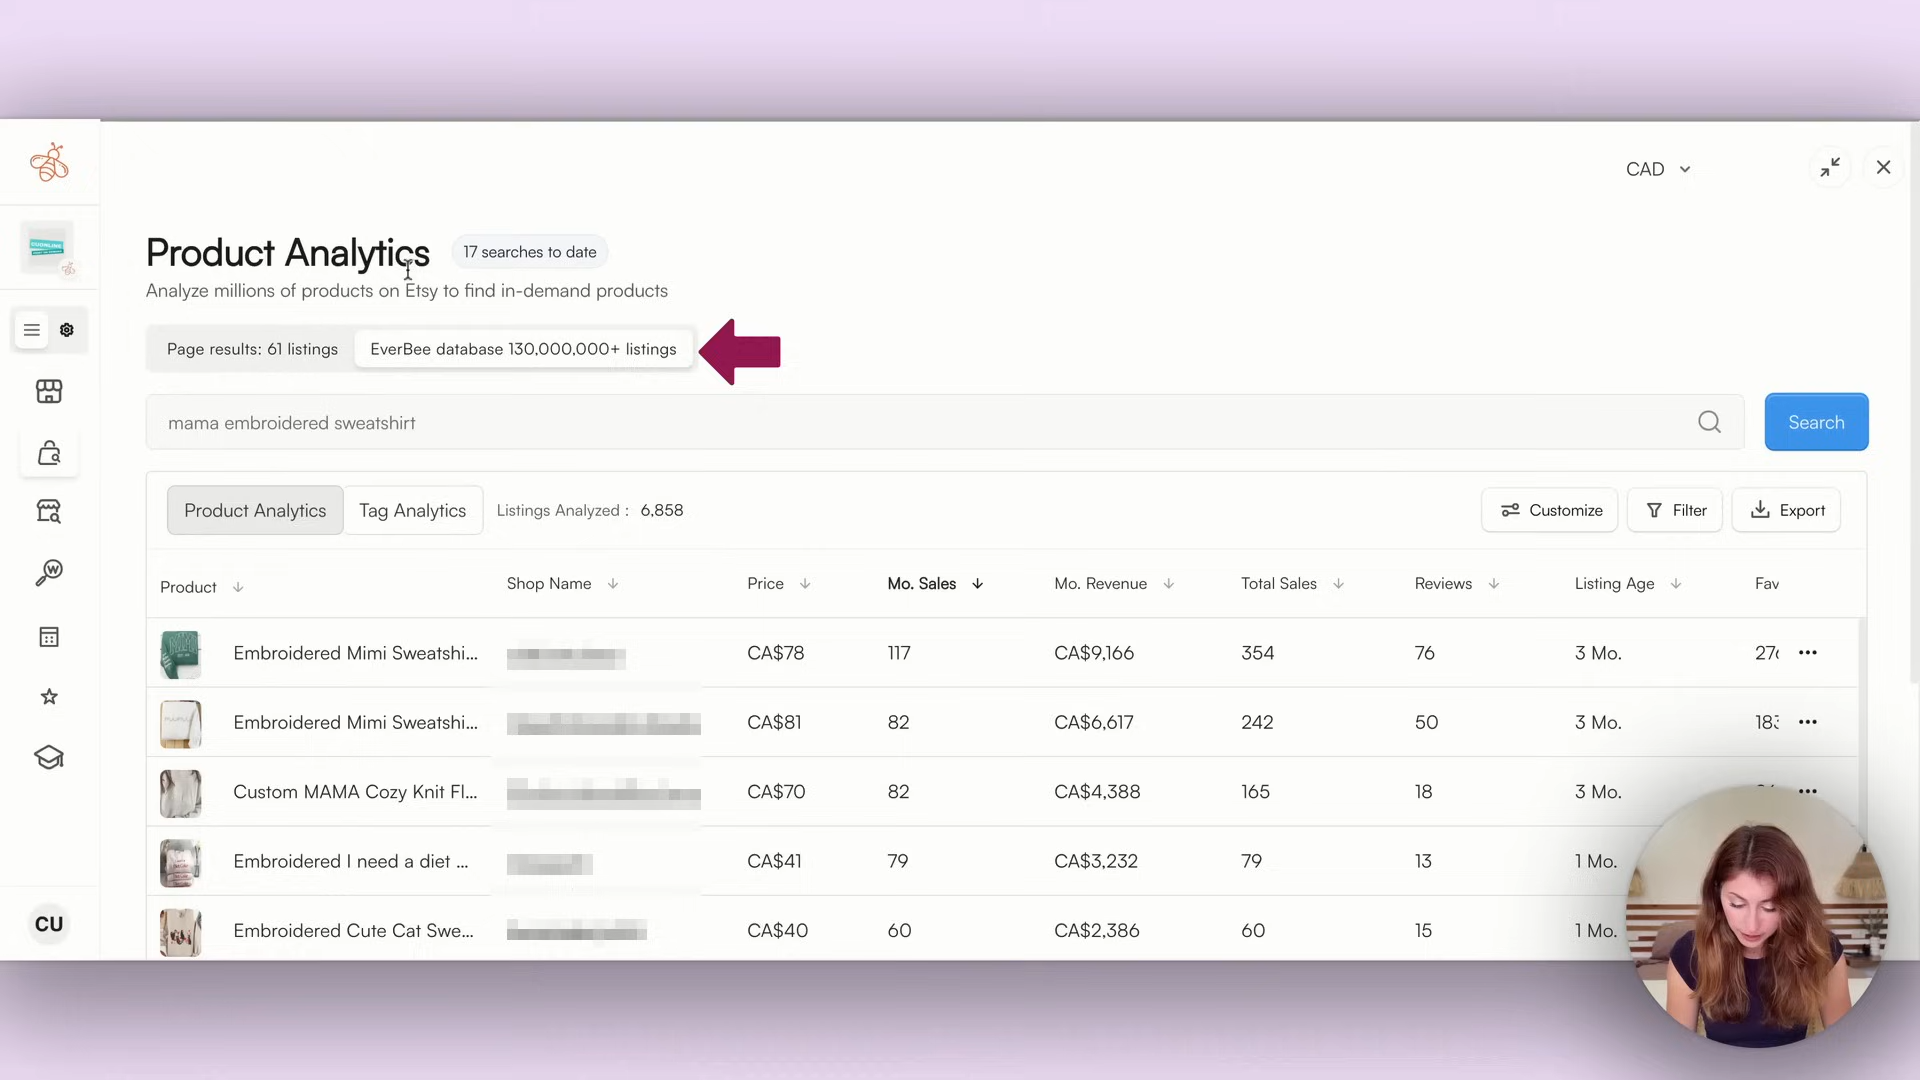 CAD
Product Analytics
17 searches to date
Analyze millions of products on Etsy to find in-demand products
Page results: 61 listings
EverBee database 130,000,000+ listings
mama embroidered sweatshirt
Search
Product Analytics
Tag Analytics
Listings Analyzed : 6,858
Customize
Filter
Export
Product Shop Name Price Mo. Sales Mo. Revenue Total Sales Reviews Listing Age Fav
Embroidered Mimi Sweatshi... CA$78 117 CA$9,166 354 76 3 Mo.
Embroidered Mimi Sweatshi... CA$81 82 CA$6,617 242 50 3 Mo.
Custom MAMA Cozy Knit Fl... CA$70 82 CA$4,388 165 18 3 Mo.
Embroidered I need a diet ... CA$41 79 CA$3,232 79 13 1 Mo.
Embroidered Cute Cat Swe... CA$40 60 CA$2,386 60 15 1 Mo.
CU